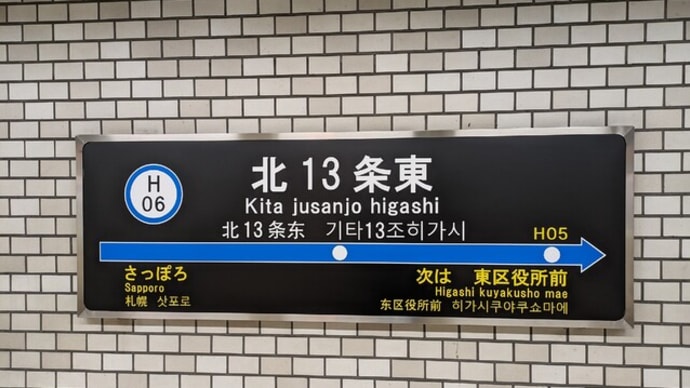 H
06
北13条東
Kita jusanjo higashi
北13条东 기타13조히가시
H05
さっぽろ
Sapporo
札幌 삿포로
次は 東区役所前
Higashi kuyakusho mae
东区役所前 히가시쿠야쿠쇼마에